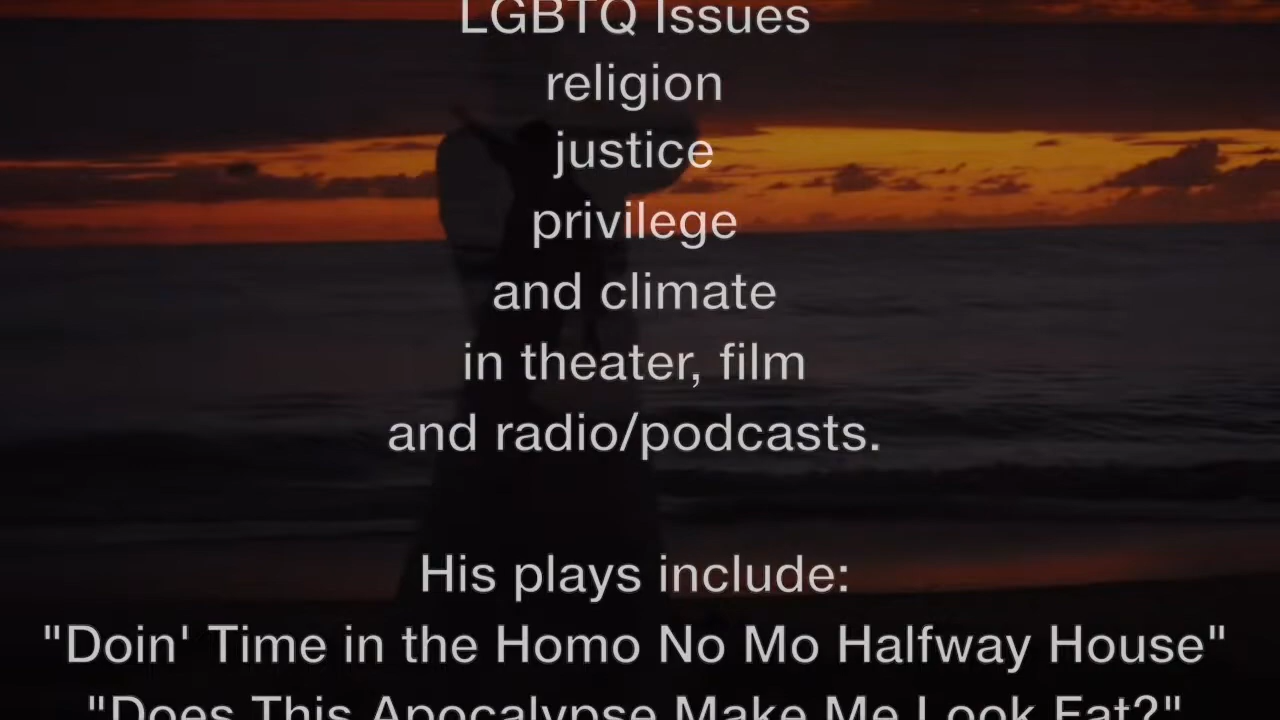 LGBTQ Issues
religion
justice
privilege
and climate
in theater, film
and radio/podcasts.
His plays include:
"Doin' Time in the Homo No Mo Halfway House"
"Does This Apocalypse Make Me Look Fat?"